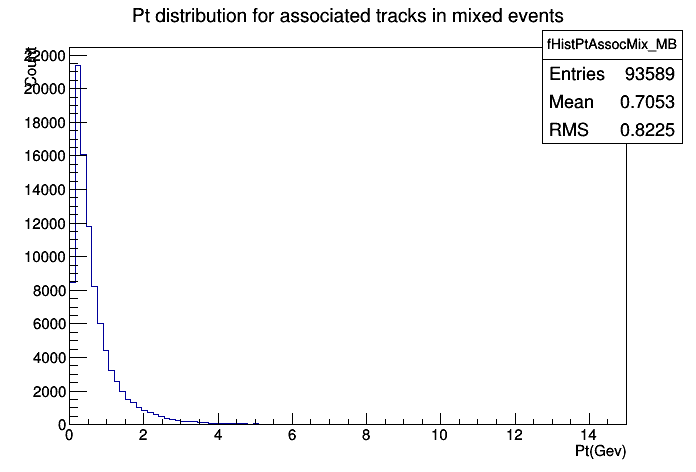 Pt distribution for associated tracks in mixed events
fHistPtAssocMix_MB
Entries 93589
Mean 0.7053
RMS 0.8225
Count
22000
20000
18000
16000
14000
12000
10000
8000
6000
4000
2000
0
0 2 4 6 8 10 12 14
Pt(Gev)